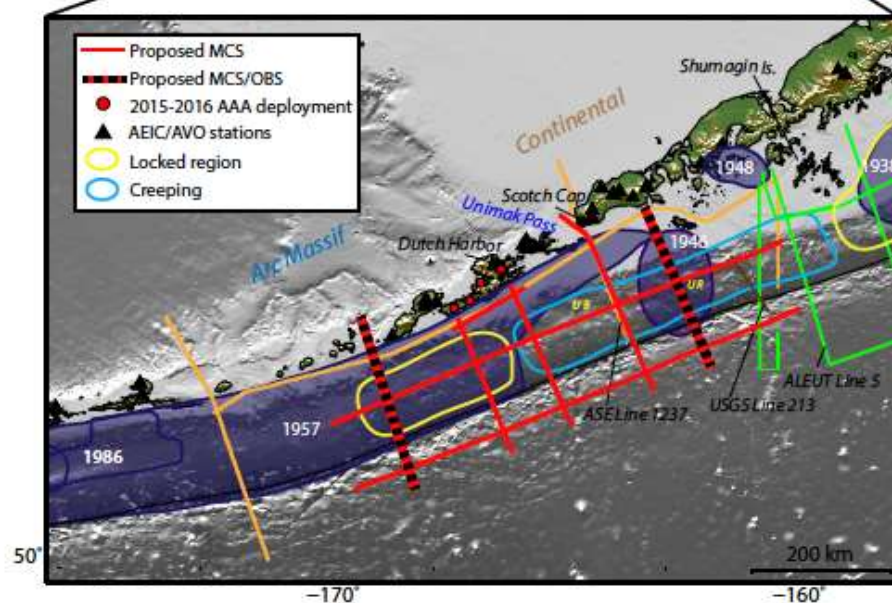 Proposed MCS
Proposed MCS/OBS
2015-2016 AAA deployment
AEIC/AVO stations
Locked region
Creeping
Shumagin Is.
Continental
1948
1938
Scotch Cap
Unimak Pass
Arc Massif
Dutch Harbor
1946
UB
UR
ALEUT Line 5
USGS Line 213
ASE Line 1237
1957
1986
50°
200 km
−170°
−160°